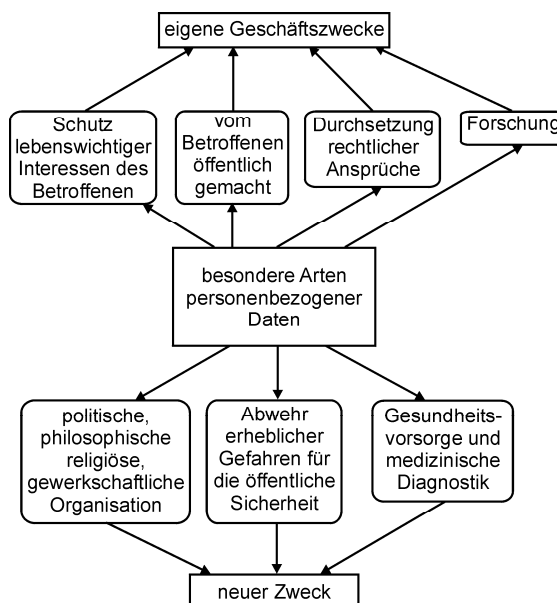 eigene Geschäftszwecke
Schutz
lebenswichtiger
Interessen des
Betroffenen
vom
Betroffenen
öffentlich
gemacht
Durchsetzung
rechtlicher
Ansprüche
Forschung
besondere Arten
personenbezogener
Daten
politische,
philosophische
religiöse,
gewerkschaftliche
Organisation
Abwehr
erheblicher
Gefahren für
die öffentliche
Sicherheit
Gesundheits-
vorsorge und
medizinische
Diagnostik
neuer Zweck